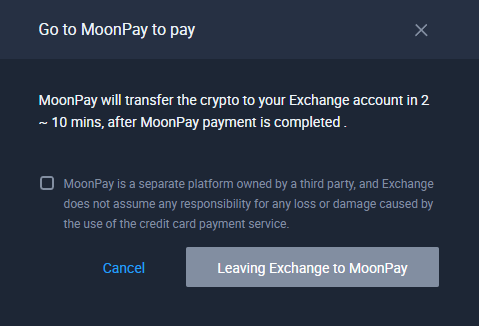 Go to MoonPay to pay
MoonPay will transfer the crypto to your Exchange account in 2
~ 10 mins, after MoonPay payment is completed .
MoonPay is a separate platform owned by a third party, and Exchange
does not assume any responsibility for any loss or damage caused by
the use of the credit card payment service.
Cancel
Leaving Exchange to MoonPay